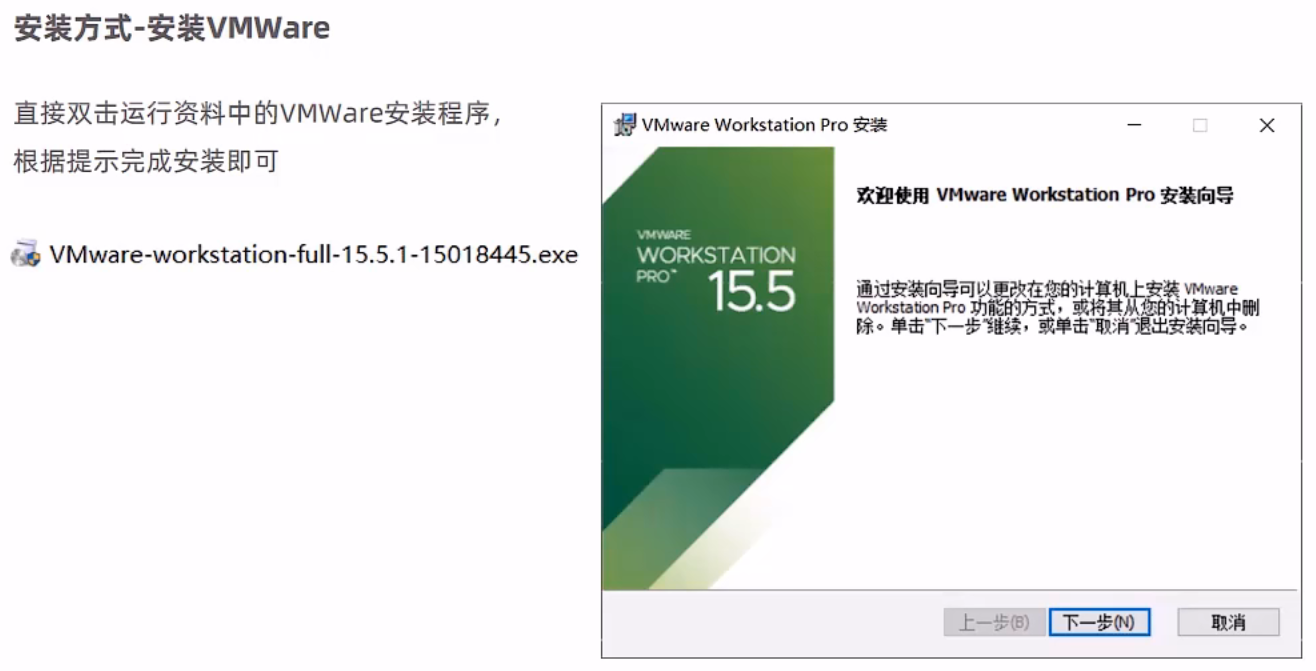 安装方式-安装VMWare
直接双击运行资料中的VMWare安装程序，
根据提示完成安装即可
VMware-workstation-full-15.5.1-15018445.exe
VMware Workstation Pro 安装
VMWARE
WORKSTATION
PRO™
15.5
欢迎使用 VMware Workstation Pro 安装向导
通过安装向导可以更改在您的计算机上安装 VMware
Workstation Pro 功能的方式，或将其从您的计算机中删
除。单击“下一步”继续，或单击“取消”退出安装向导。
上一步(B)
下一步(N)
取消